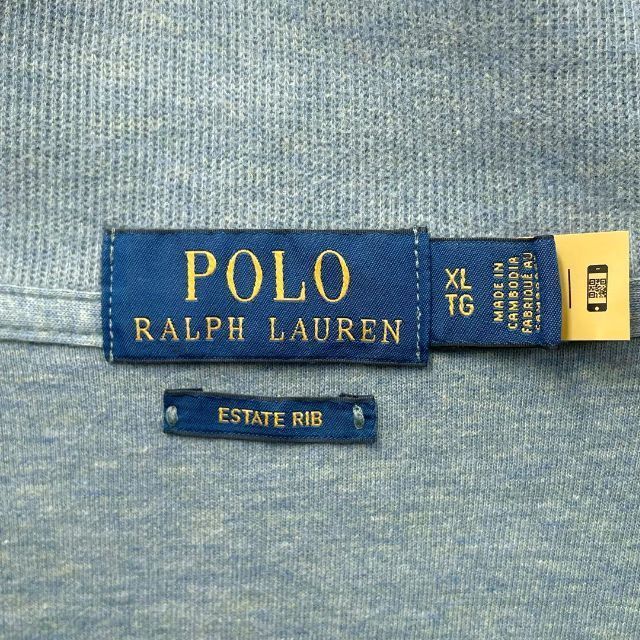 POLO
RALPH LAUREN
XL
TG
MADE IN
CAMBODIA
FABRIQUÉ AU
ESTATE RIB